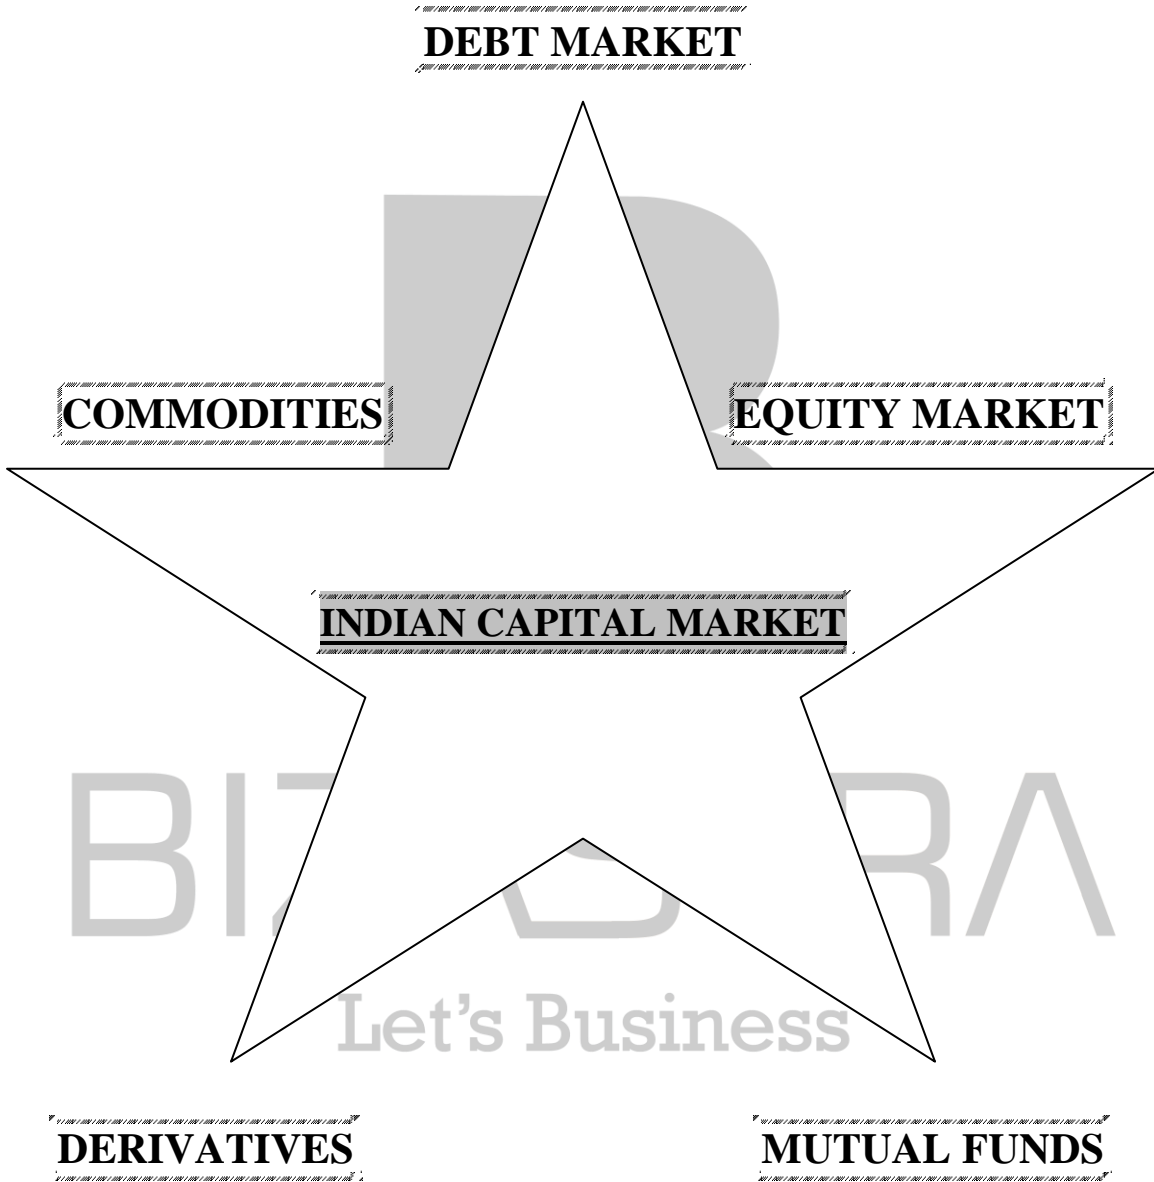 DEBT MARKET
COMMODITIES
EQUITY MARKET
INDIAN CAPITAL MARKET
Let's Business
DERIVATIVES
MUTUAL FUNDS